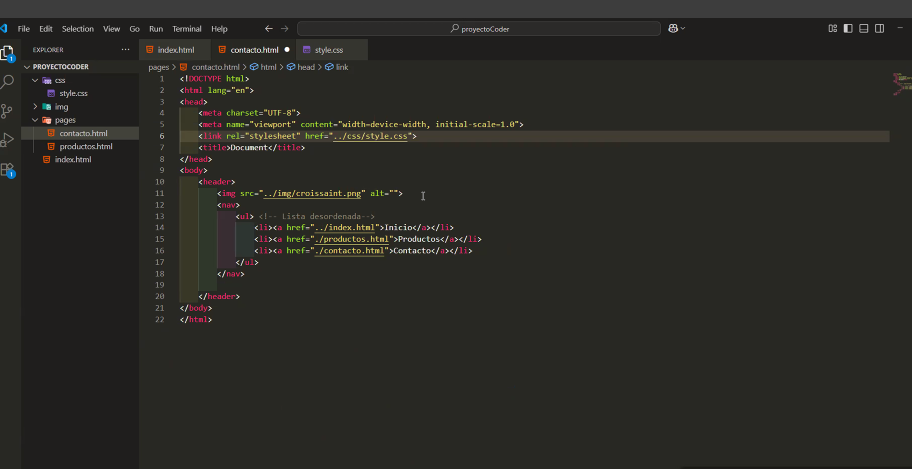 File Edit Selection View Go Run Terminal Help
proyectoCoder
EXPLORER
index.html
contacto.html
style.css
PROYECTOCODER
css
style.css
img
pages
contacto.html
productos.html
index.html
1
1
pages > contacto.html > html > head > link
1 <!DOCTYPE html>
2 <html lang="en">
3 <head>
4 <meta charset="UTF-8">
5 <meta name="viewport" content="width=device-width, initial-scale=1.0">
6 <link rel="stylesheet" href="../css/style.css">
7 <title>Document</title>
8 </head>
9 <body>
10 <header>
11 <img src="../img/croissaint.png" alt="">
12 <nav>
13 <ul> <!-- Lista desordenada-->
14 <li><a href="../index.html">Inicio</a></li>
15 <li><a href="./productos.html">Productos</a></li>
16 <li><a href="./contacto.html">Contacto</a></li>
17 </ul>
18 </nav>
19
20 </header>
21 </body>
22 </html>